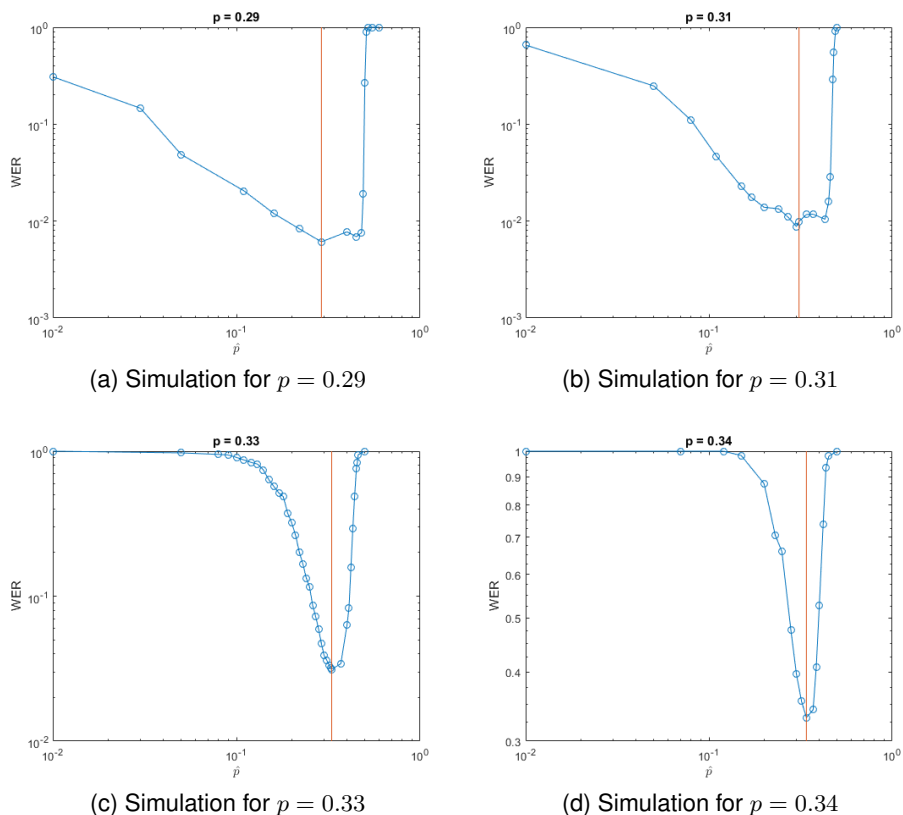 p = 0.29
10^0
10^-1
10^-2
10^-3
WER
10^-2
10^-1
10^0
p̂
(a) Simulation for p = 0.29
p = 0.31
10^0
10^-1
10^-2
10^-3
WER
10^-2
10^-1
10^0
p̂
(b) Simulation for p = 0.31
p = 0.33
10^0
10^-1
10^-2
WER
10^-2
10^-1
10^0
p̂
(c) Simulation for p = 0.33
p = 0.34
1
0.9
0.8
0.7
0.6
0.5
0.4
0.3
WER
10^-2
10^-1
10^0
p̂
(d) Simulation for p = 0.34